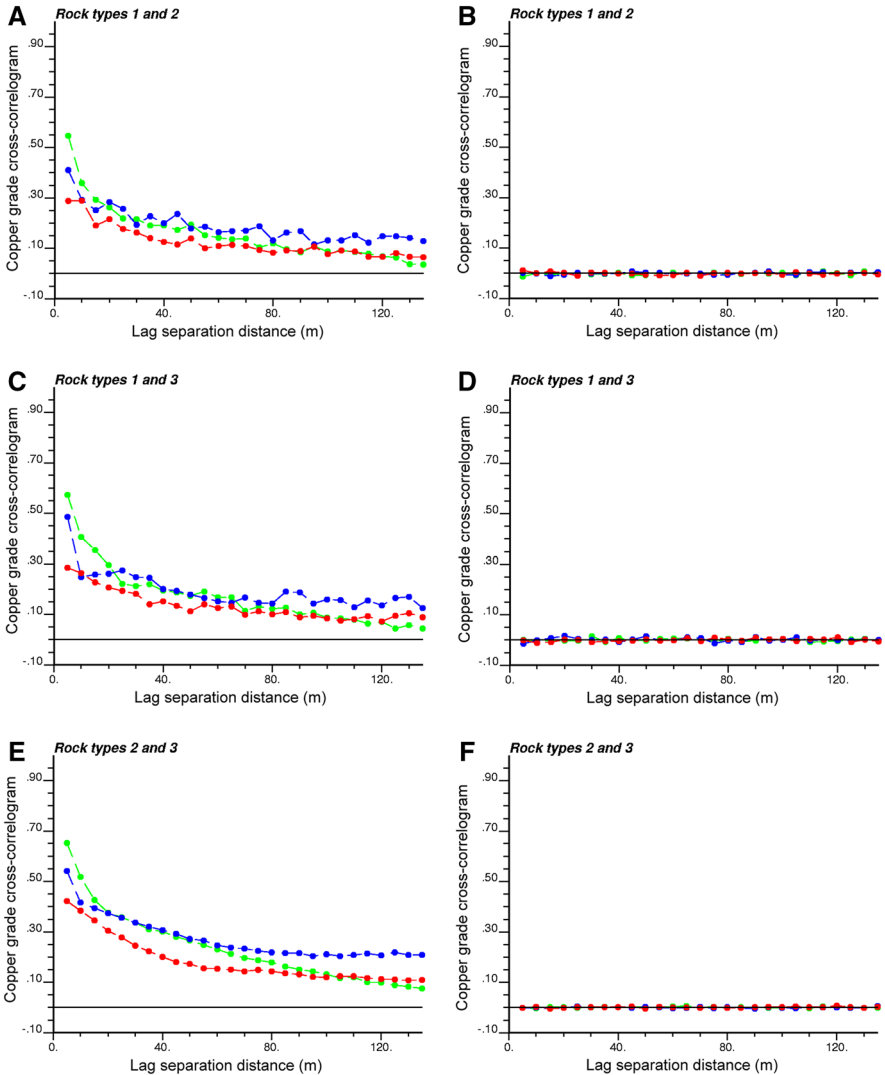 A
Rock types 1 and 2
Copper grade cross-correlogram
.90
.70
.50
.30
.10
-.10
0.
40.
80.
120.
Lag separation distance (m)
B
Rock types 1 and 2
Copper grade cross-correlogram
.90
.70
.50
.30
.10
-.10
0.
40.
80.
120.
Lag separation distance (m)
C
Rock types 1 and 3
Copper grade cross-correlogram
.90
.70
.50
.30
.10
-.10
0.
40.
80.
120.
Lag separation distance (m)
D
Rock types 1 and 3
Copper grade cross-correlogram
.90
.70
.50
.30
.10
-.10
0.
40.
80.
120.
Lag separation distance (m)
E
Rock types 2 and 3
Copper grade cross-correlogram
.90
.70
.50
.30
.10
-.10
0.
40.
80.
120.
Lag separation distance (m)
F
Rock types 2 and 3
Copper grade cross-correlogram
.90
.70
.50
.30
.10
-.10
0.
40.
80.
120.
Lag separation distance (m)